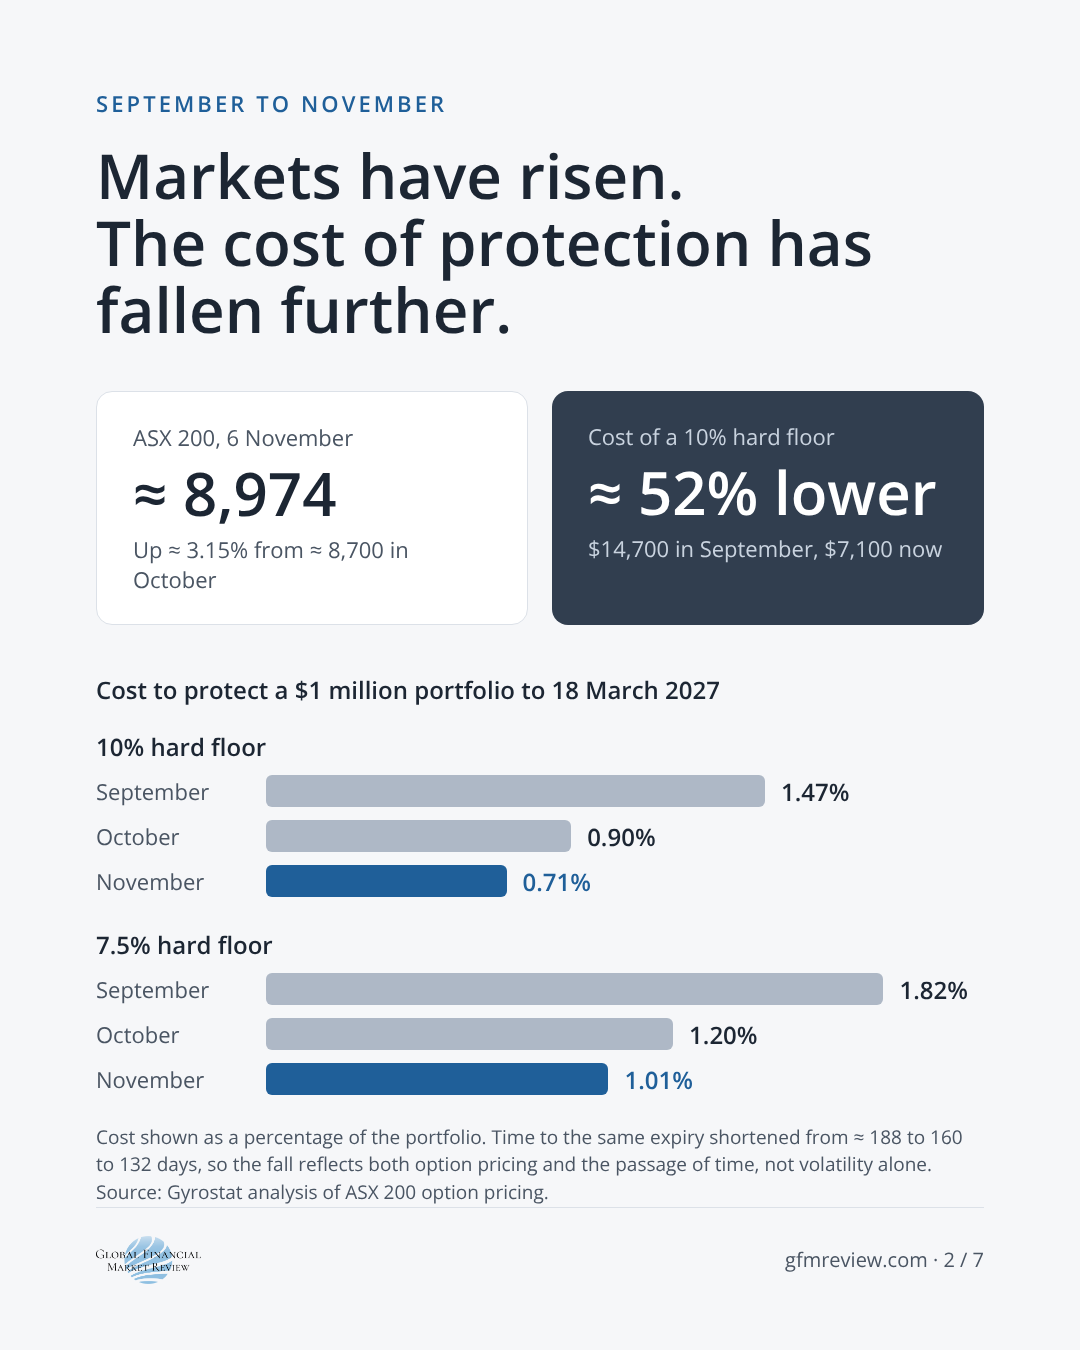 SEPTEMBER TO NOVEMBER
Markets have risen.
The cost of protection has
fallen further.
ASX 200, 6 November
≈ 8,974
Up ≈ 3.15% from ≈ 8,700 in
October
Cost of a 10% hard floor
≈ 52% lower
$14,700 in September, $7,100 now
Cost to protect a $1 million portfolio to 18 March 2027
10% hard floor
September 1.47%
October 0.90%
November 0.71%
7.5% hard floor
September 1.82%
October 1.20%
November 1.01%
Cost shown as a percentage of the portfolio. Time to the same expiry shortened from ≈ 188 to 160
to 132 days, so the fall reflects both option pricing and the passage of time, not volatility alone.
Source: Gyrostat analysis of ASX 200 option pricing.
Global Financial
Market Review
gfmreview.com · 2 / 7